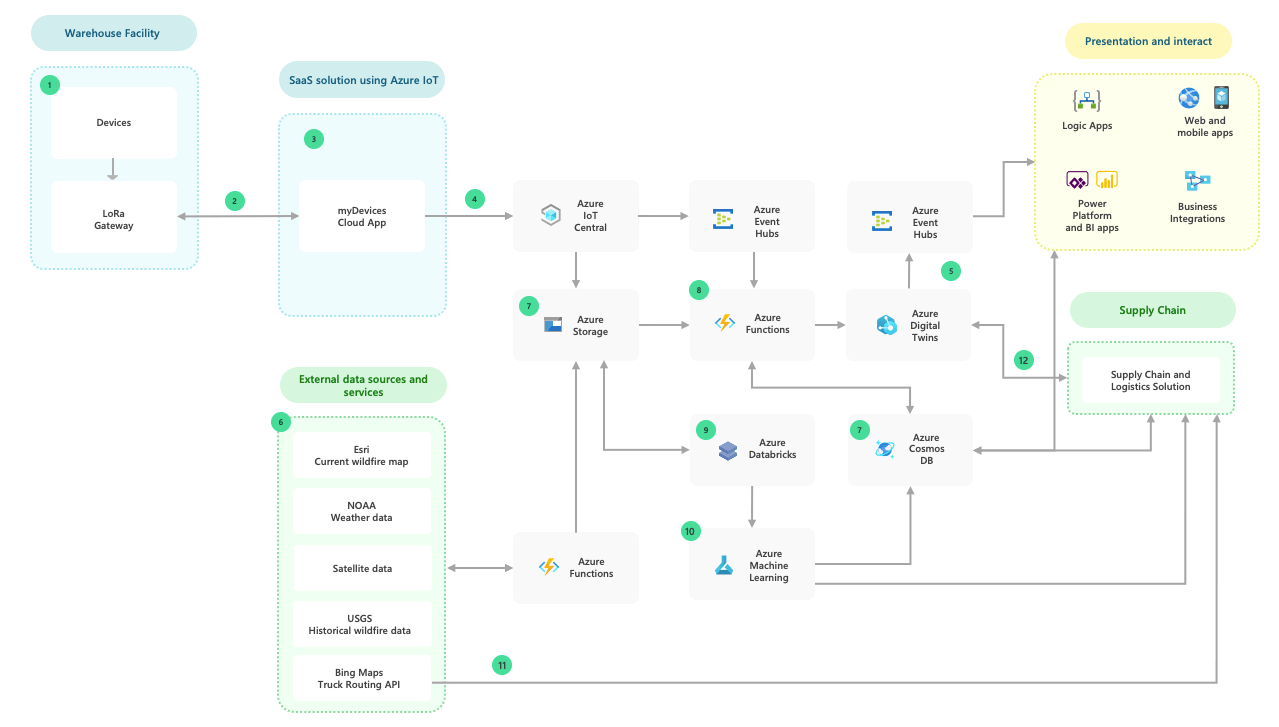 Warehouse Facility
1
Devices
LoRa
Gateway
2
SaaS solution using Azure IoT
3
myDevices
Cloud App
4
Azure
IoT
Central
Azure
Event
Hubs
Azure
Event
Hubs
5
Presentation and interact
Logic Apps
Web and
mobile apps
Power
Platform
and BI apps
Business
Integrations
7
Azure
Storage
8
Azure
Functions
Azure
Digital
Twins
12
Supply Chain
Supply Chain and
Logistics Solution
External data sources and
services
6
Esri
Current wildfire map
NOAA
Weather data
Satellite data
USGS
Historical wildfire data
Bing Maps
Truck Routing API
9
Azure
Databricks
7
Azure
Cosmos
DB
10
Azure
Machine
Learning
Azure
Functions
11